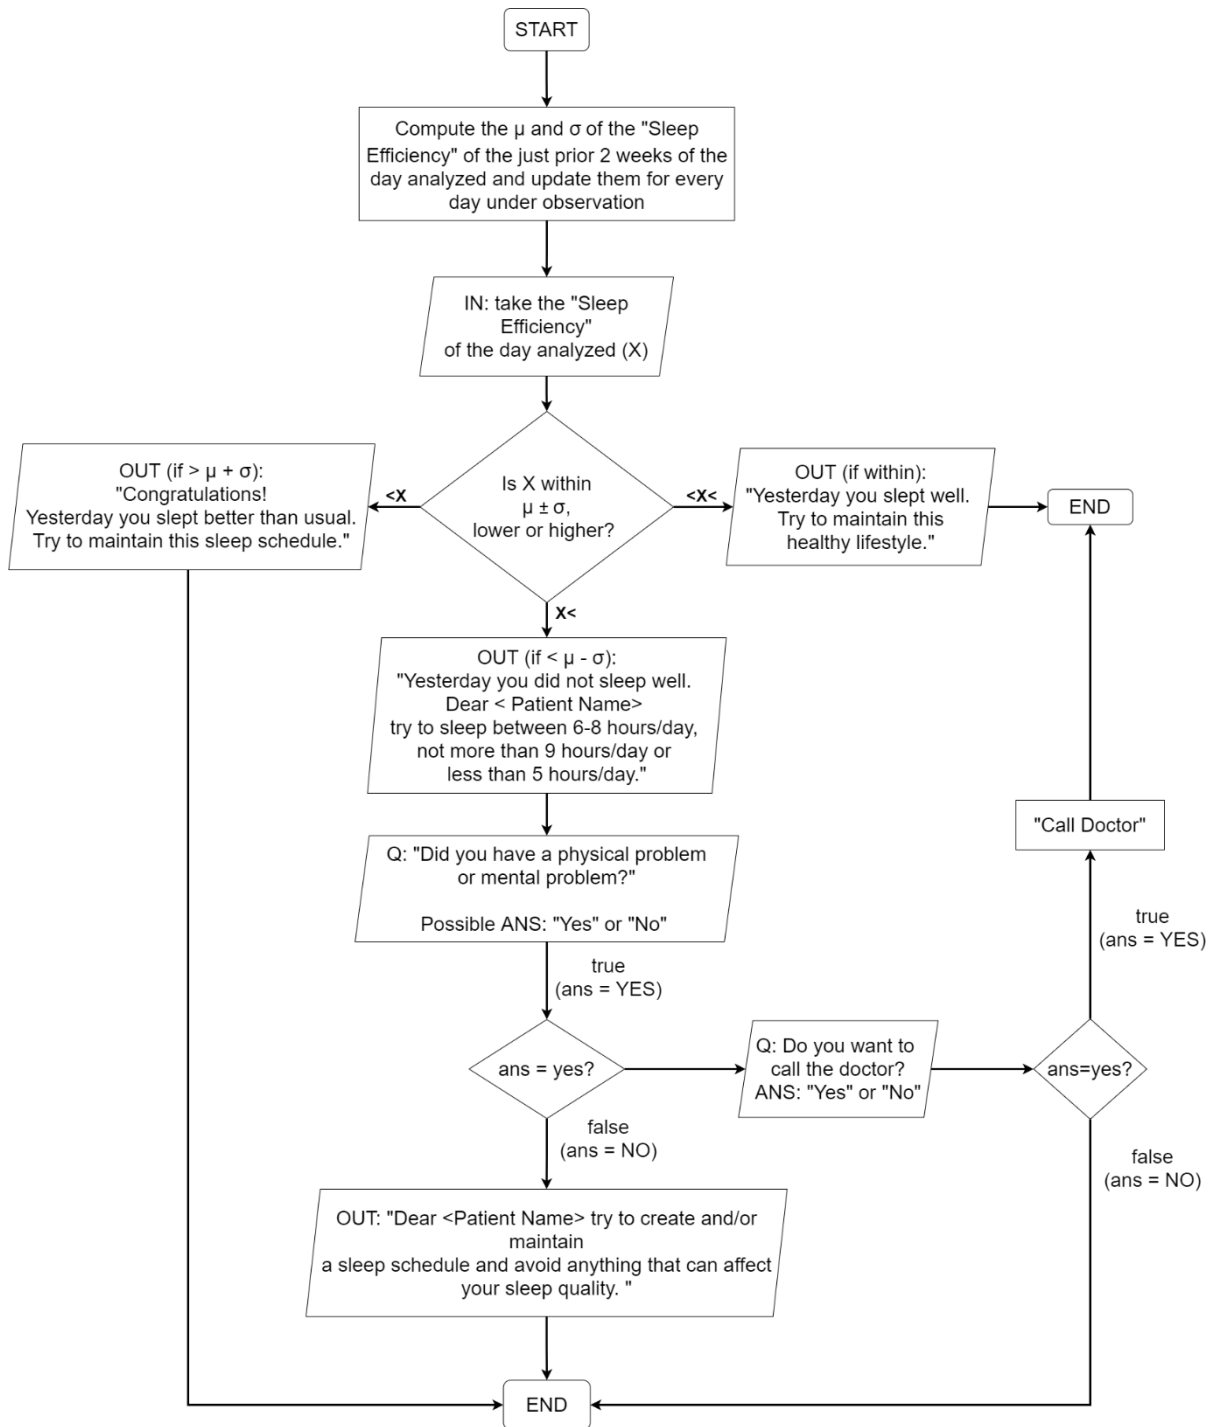 START
Compute the μ and σ of the "Sleep
Efficiency" of the just prior 2 weeks of the
day analyzed and update them for every
day under observation
IN: take the "Sleep
Efficiency"
of the day analyzed (X)
Is X within
μ ± σ,
lower or higher?
<X
<X<
X<
OUT (if > μ + σ):
"Congratulations!
Yesterday you slept better than usual.
Try to maintain this sleep schedule."
OUT (if within):
"Yesterday you slept well.
Try to maintain this
healthy lifestyle."
END
OUT (if < μ - σ):
"Yesterday you did not sleep well.
Dear < Patient Name>
try to sleep between 6-8 hours/day,
not more than 9 hours/day or
less than 5 hours/day."
Q: "Did you have a physical problem
or mental problem?"
Possible ANS: "Yes" or "No"
true
(ans = YES)
ans = yes?
Q: Do you want to
call the doctor?
ANS: "Yes" or "No"
ans=yes?
true
(ans = YES)
"Call Doctor"
false
(ans = NO)
false
(ans = NO)
OUT: "Dear <Patient Name> try to create and/or
maintain
a sleep schedule and avoid anything that can affect
your sleep quality. "
END